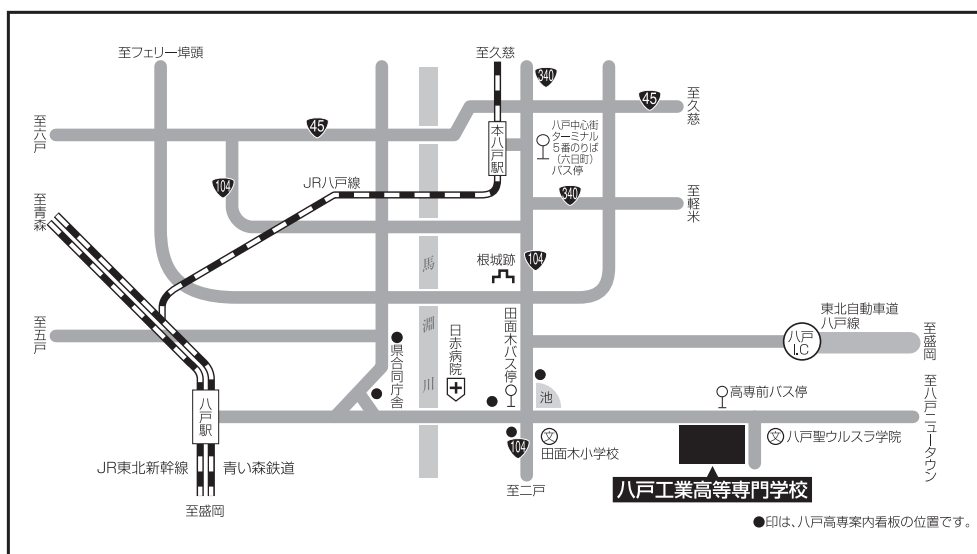 至フェリー埠頭
至久慈
340
45
至久慈
至六戸
45
本八戸駅
八戸中心街
ターミナル
5番のりば
(六日町)
バス停
104
JR八戸線
340
至軽米
至青森
馬淵川
根城跡
104
至五戸
県合同庁舎
日赤病院
田面木バス停
東北自動車道
八戸線
八戸
I.C
至盛岡
池
高専前バス停
至八戸ニュータウン
八戸駅
104
文
田面木小学校
文 八戸聖ウルスラ学院
JR東北新幹線
青い森鉄道
至二戸
八戸工業高等専門学校
至盛岡
●印は、八戸高専案内看板の位置です。